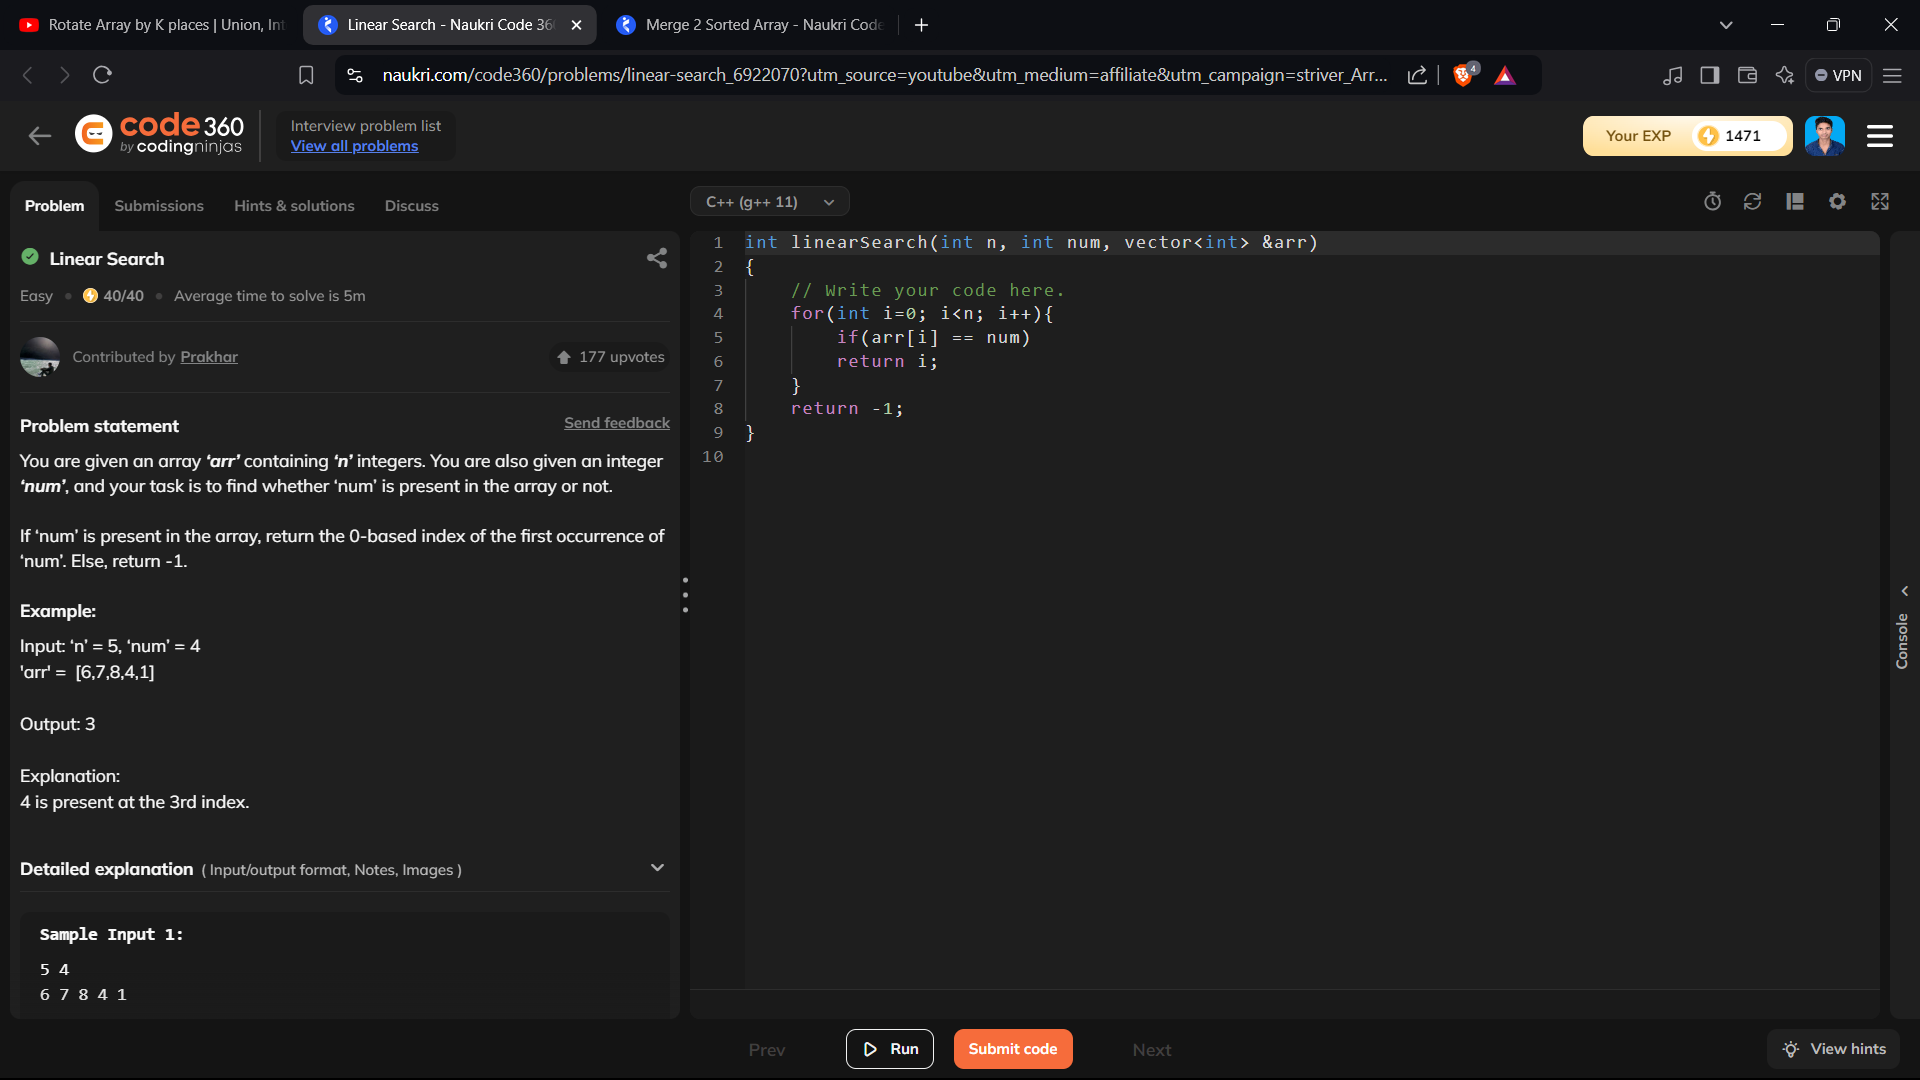 Rotate Array by K places | Union, Int
Linear Search - Naukri Code 36
Merge 2 Sorted Array - Naukri Code
naukri.com/code360/problems/linear-search_6922070?utm_source=youtube&utm_medium=affiliate&utm_campaign=striver_Arr...
4
VPN
code 360
by codingninjas
Interview problem list
View all problems
Your EXP 1471
Problem
Submissions
Hints & solutions
Discuss
C++ (g++ 11)
Linear Search
Easy • 40/40 • Average time to solve is 5m
Contributed by Prakhar
177 upvotes
Problem statement
Send feedback
You are given an array ‘arr’ containing ‘n’ integers. You are also given an integer
‘num’, and your task is to find whether ‘num’ is present in the array or not.
If ‘num’ is present in the array, return the 0-based index of the first occurrence of
‘num’. Else, return -1.
Example:
Input: ‘n’ = 5, ‘num’ = 4
'arr' = [6,7,8,4,1]
Output: 3
Explanation:
4 is present at the 3rd index.
Detailed explanation ( Input/output format, Notes, Images )
Sample Input 1:
5 4
6 7 8 4 1
1 int linearSearch(int n, int num, vector<int> &arr)
2 {
3 // Write your code here.
4 for(int i=0; i<n; i++){
5 if(arr[i] == num)
6 return i;
7 }
8 return -1;
9 }
10
Console
Prev
Run
Submit code
Next
View hints